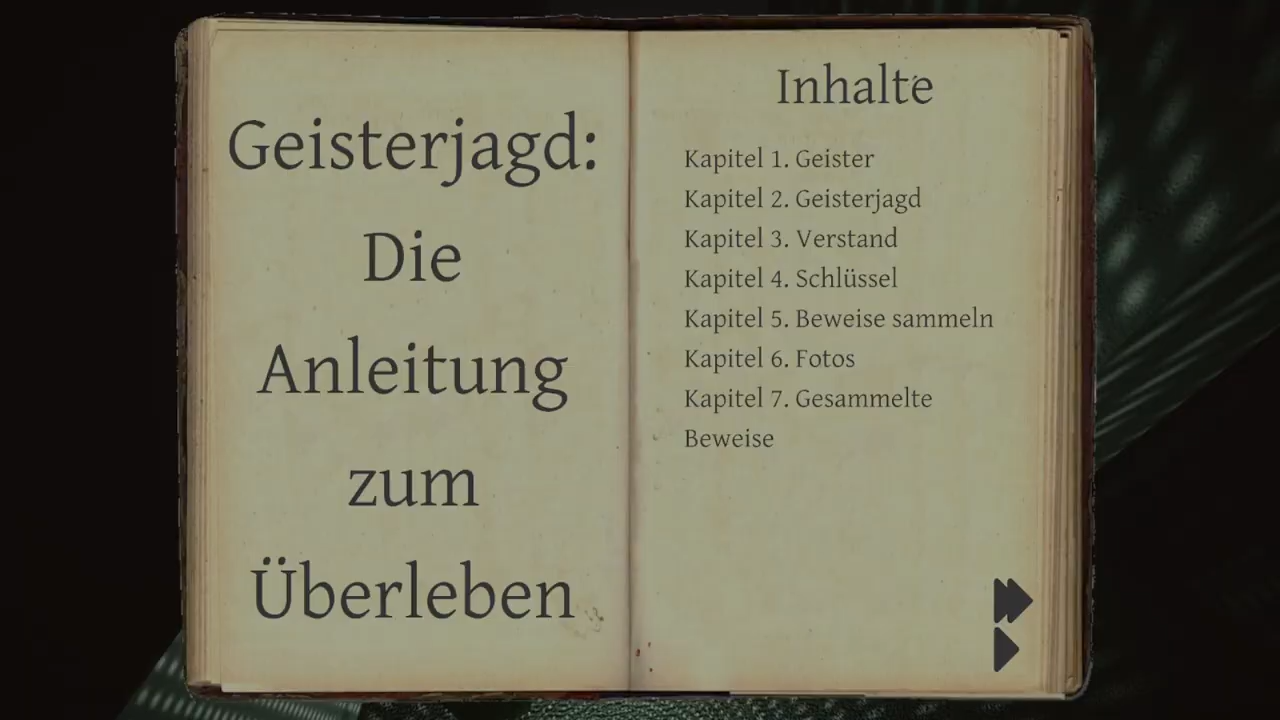 Geisterjagd:
Die
Anleitung
zum
Überleben
Inhalte
Kapitel 1. Geister
Kapitel 2. Geisterjagd
Kapitel 3. Verstand
Kapitel 4. Schlüssel
Kapitel 5. Beweise sammeln
Kapitel 6. Fotos
Kapitel 7. Gesammelte
Beweise